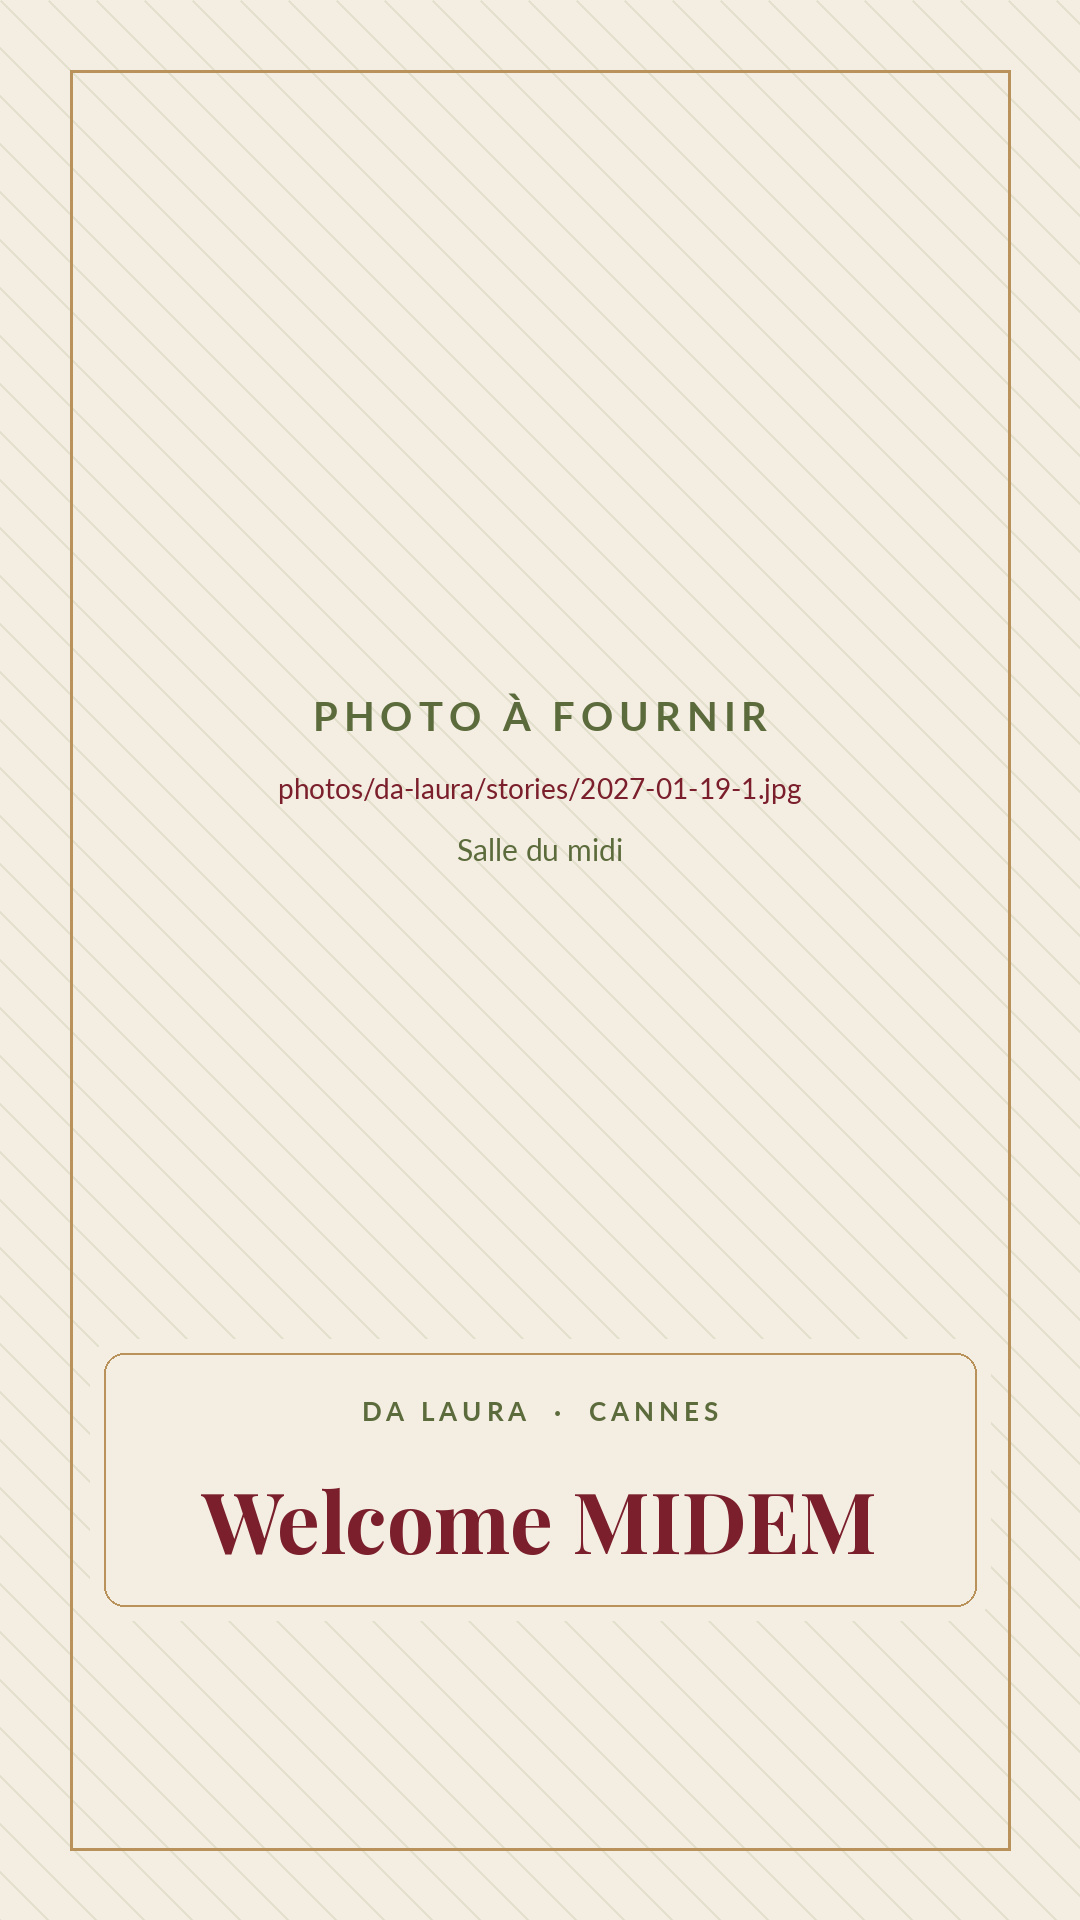 PHOTO À FOURNIR
photos/da-laura/stories/2027-01-19-1.jpg
Salle du midi
DA LAURA · CANNES
Welcome MIDEM